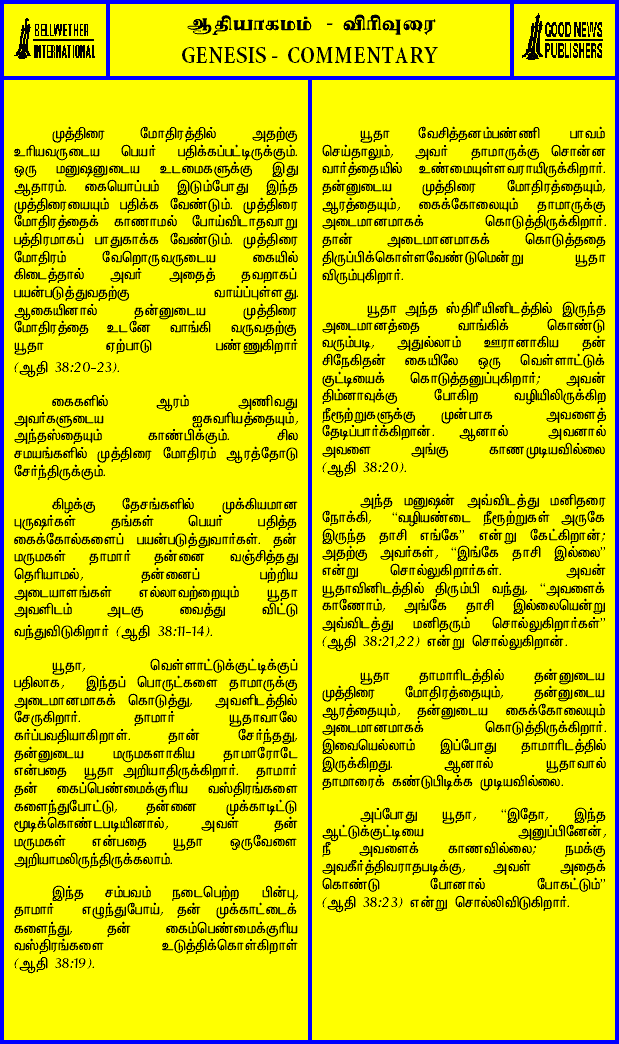 BELLWETHER
INTERNATIONAL
ஆதியாகமம் - விரிவுரை
GENESIS - COMMENTARY
GOOD NEWS
PUBLISHERS
முத்திரை மோதிரத்தில் அதற்கு
உரியவருடைய பெயர் பதிக்கப்பட்டிருக்கும்.
ஒரு மனுஷனுடைய உடமைகளுக்கு இது
ஆதாரம். கையொப்பம் இடும்போது இந்த
முத்திரையையும் பதிக்க வேண்டும். முத்திரை
மோதிரத்தைக் காணாமல் போய்விடாதவாறு
பத்திரமாகப் பாதுகாக்க வேண்டும். முத்திரை
மோதிரம் வேறொருவருடைய கையில்
கிடைத்தால் அவர் அதைத் தவறாகப்
பயன்படுத்துவதற்கு வாய்ப்புள்ளது.
ஆகையினால் தன்னுடைய முத்திரை
மோதிரத்தை உடனே வாங்கி வருவதற்கு
யூதா ஏற்பாடு பண்ணுகிறார்
(ஆதி 38:20-23).
கைகளில் ஆரம் அணிவது
அவர்களுடைய ஐசுவரியத்தையும்,
அந்தஸ்தையும் காண்பிக்கும். சில
சமயங்களில் முத்திரை மோதிரம் ஆரத்தோடு
சேர்ந்திருக்கும்.
கிழக்கு தேசங்களில் முக்கியமான
புருஷர்கள் தங்கள் பெயர் பதித்த
கைக்கோல்களைப் பயன்படுத்துவார்கள். தன்
மருமகள் தாமார் தன்னை வஞ்சித்தது
தெரியாமல், தன்னைப் பற்றிய
அடையாளங்கள் எல்லாவற்றையும் யூதா
அவளிடம் அடகு வைத்து விட்டு
வந்துவிடுகிறார் (ஆதி 38:11-14).
யூதா, வெள்ளாட்டுக்குட்டிக்குப்
பதிலாக, இந்தப் பொருட்களை தாமாருக்கு
அடைமானமாகக் கொடுத்து, அவளிடத்தில்
சேருகிறார். தாமார் யூதாவாலே
கர்ப்பவதியாகிறாள். தான் சேர்ந்தது,
தன்னுடைய மருமகளாகிய தாமாரோடே
என்பதை யூதா அறியாதிருக்கிறார். தாமார்
தன் கைப்பெண்மைக்குரிய வஸ்திரங்களை
களைந்துபோட்டு, தன்னை முக்காடிட்டு
மூடிக்கொண்டபடியினால், அவள் தன்
மருமகள் என்பதை யூதா ஒருவேளை
அறியாமலிருந்திருக்கலாம்.
இந்த சம்பவம் நடைபெற்ற பின்பு,
தாமார் எழுந்துபோய், தன் முக்காட்டைக்
களைந்து, தன் கைம்பெண்மைக்குரிய
வஸ்திரங்களை உடுத்திக்கொள்கிறாள்
(ஆதி 38:19).
யூதா வேசித்தனம்பண்ணி பாவம்
செய்தாலும், அவர் தாமாருக்கு சொன்ன
வார்த்தையில் உண்மையுள்ளவராயிருக்கிறார்.
தன்னுடைய முத்திரை மோதிரத்தையும்,
ஆரத்தையும், கைக்கோலையும் தாமாருக்கு
அடைமானமாகக் கொடுத்திருக்கிறார்.
தான் அடைமானமாகக் கொடுத்ததை
திருப்பிக்கொள்ளவேண்டுமென்று யூதா
விரும்புகிறார்.
யூதா அந்த ஸ்திரீயினிடத்தில் இருந்த
அடைமானத்தை வாங்கிக் கொண்டு
வரும்படி, அதுல்லாம் ஊரானாகிய தன்
சிநேகிதன் கையிலே ஒரு வெள்ளாட்டுக்
குட்டியைக் கொடுத்தனுப்புகிறார்; அவன்
திம்னாவுக்கு போகிற வழியிலிருக்கிற
நீரூற்றுகளுக்கு முன்பாக அவளைத்
தேடிப்பார்க்கிறான். ஆனால் அவனால்
அவளை அங்கு காணமுடியவில்லை
(ஆதி 38:20).
அந்த மனுஷன் அவ்விடத்து மனிதரை
நோக்கி, "வழியண்டை நீரூற்றுகள் அருகே
இருந்த தாசி எங்கே" என்று கேட்கிறான்;
அதற்கு அவர்கள், "இங்கே தாசி இல்லை"
என்று சொல்லுகிறார்கள். அவன்
யூதாவினிடத்தில் திரும்பி வந்து, "அவளைக்
காணோம், அங்கே தாசி இல்லையென்று
அவ்விடத்து மனிதரும் சொல்லுகிறார்கள்"
(ஆதி 38:21,22) என்று சொல்லுகிறான்.
யூதா தாமாரிடத்தில் தன்னுடைய
முத்திரை மோதிரத்தையும், தன்னுடைய
ஆரத்தையும், தன்னுடைய கைக்கோலையும்
அடைமானமாகக் கொடுத்திருக்கிறார்.
இவையெல்லாம் இப்போது தாமாரிடத்தில்
இருக்கிறது. ஆனால் யூதாவால்
தாமாரைக் கண்டுபிடிக்க முடியவில்லை.
அப்போது யூதா, "இதோ, இந்த
ஆட்டுக்குட்டியை அனுப்பினேன்,
நீ அவளைக் காணவில்லை; நமக்கு
அவகீர்த்திவராதபடிக்கு, அவள் அதைக்
கொண்டு போனால் போகட்டும்"
(ஆதி 38:23) என்று சொல்லிவிடுகிறார்.